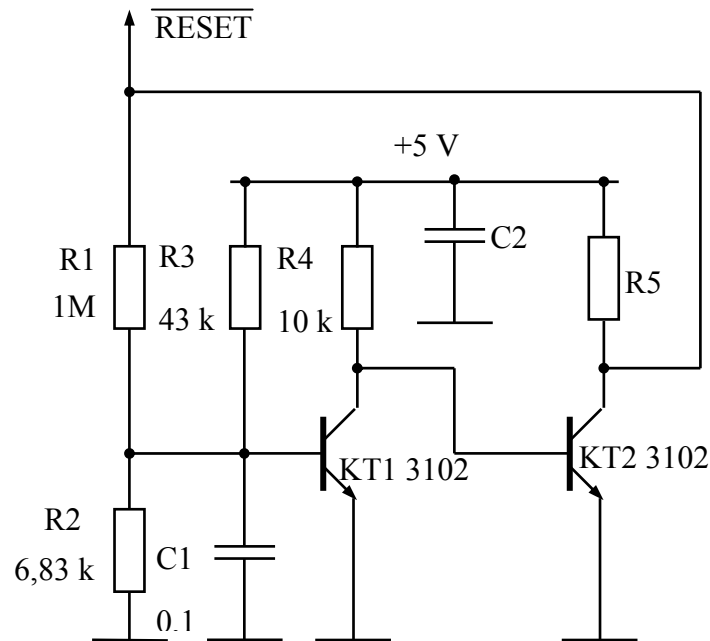 RESET
+5 V
C2
R1
R3
R4
R5
1M
43 k
10 k
KT1 3102
KT2 3102
R2
C1
6,83 k
0,1